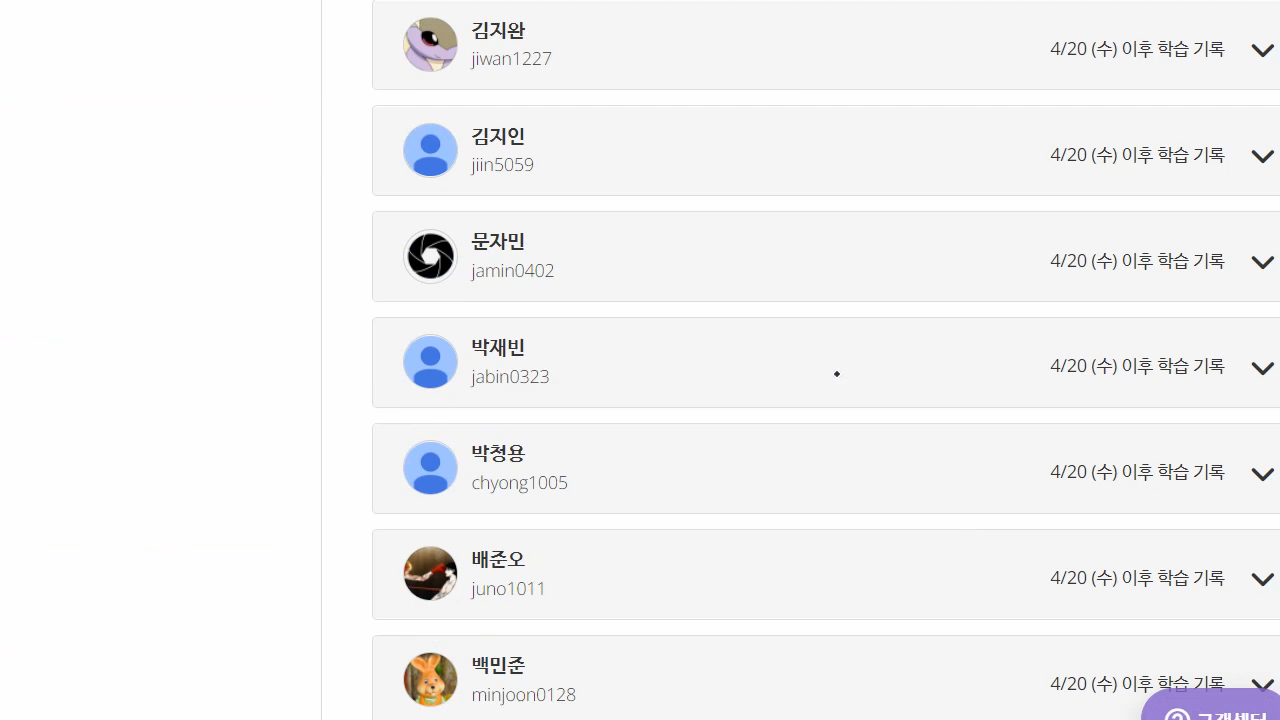 김지완
jiwan1227
4/20 (수) 이후 학습 기록
김지인
jiin5059
4/20 (수) 이후 학습 기록
문자민
jamin0402
4/20 (수) 이후 학습 기록
박재빈
jabin0323
4/20 (수) 이후 학습 기록
박청용
chyong1005
4/20 (수) 이후 학습 기록
배준오
juno1011
4/20 (수) 이후 학습 기록
백민준
minjoon0128
4/20 (수) 이후 학습 기록
고객센터